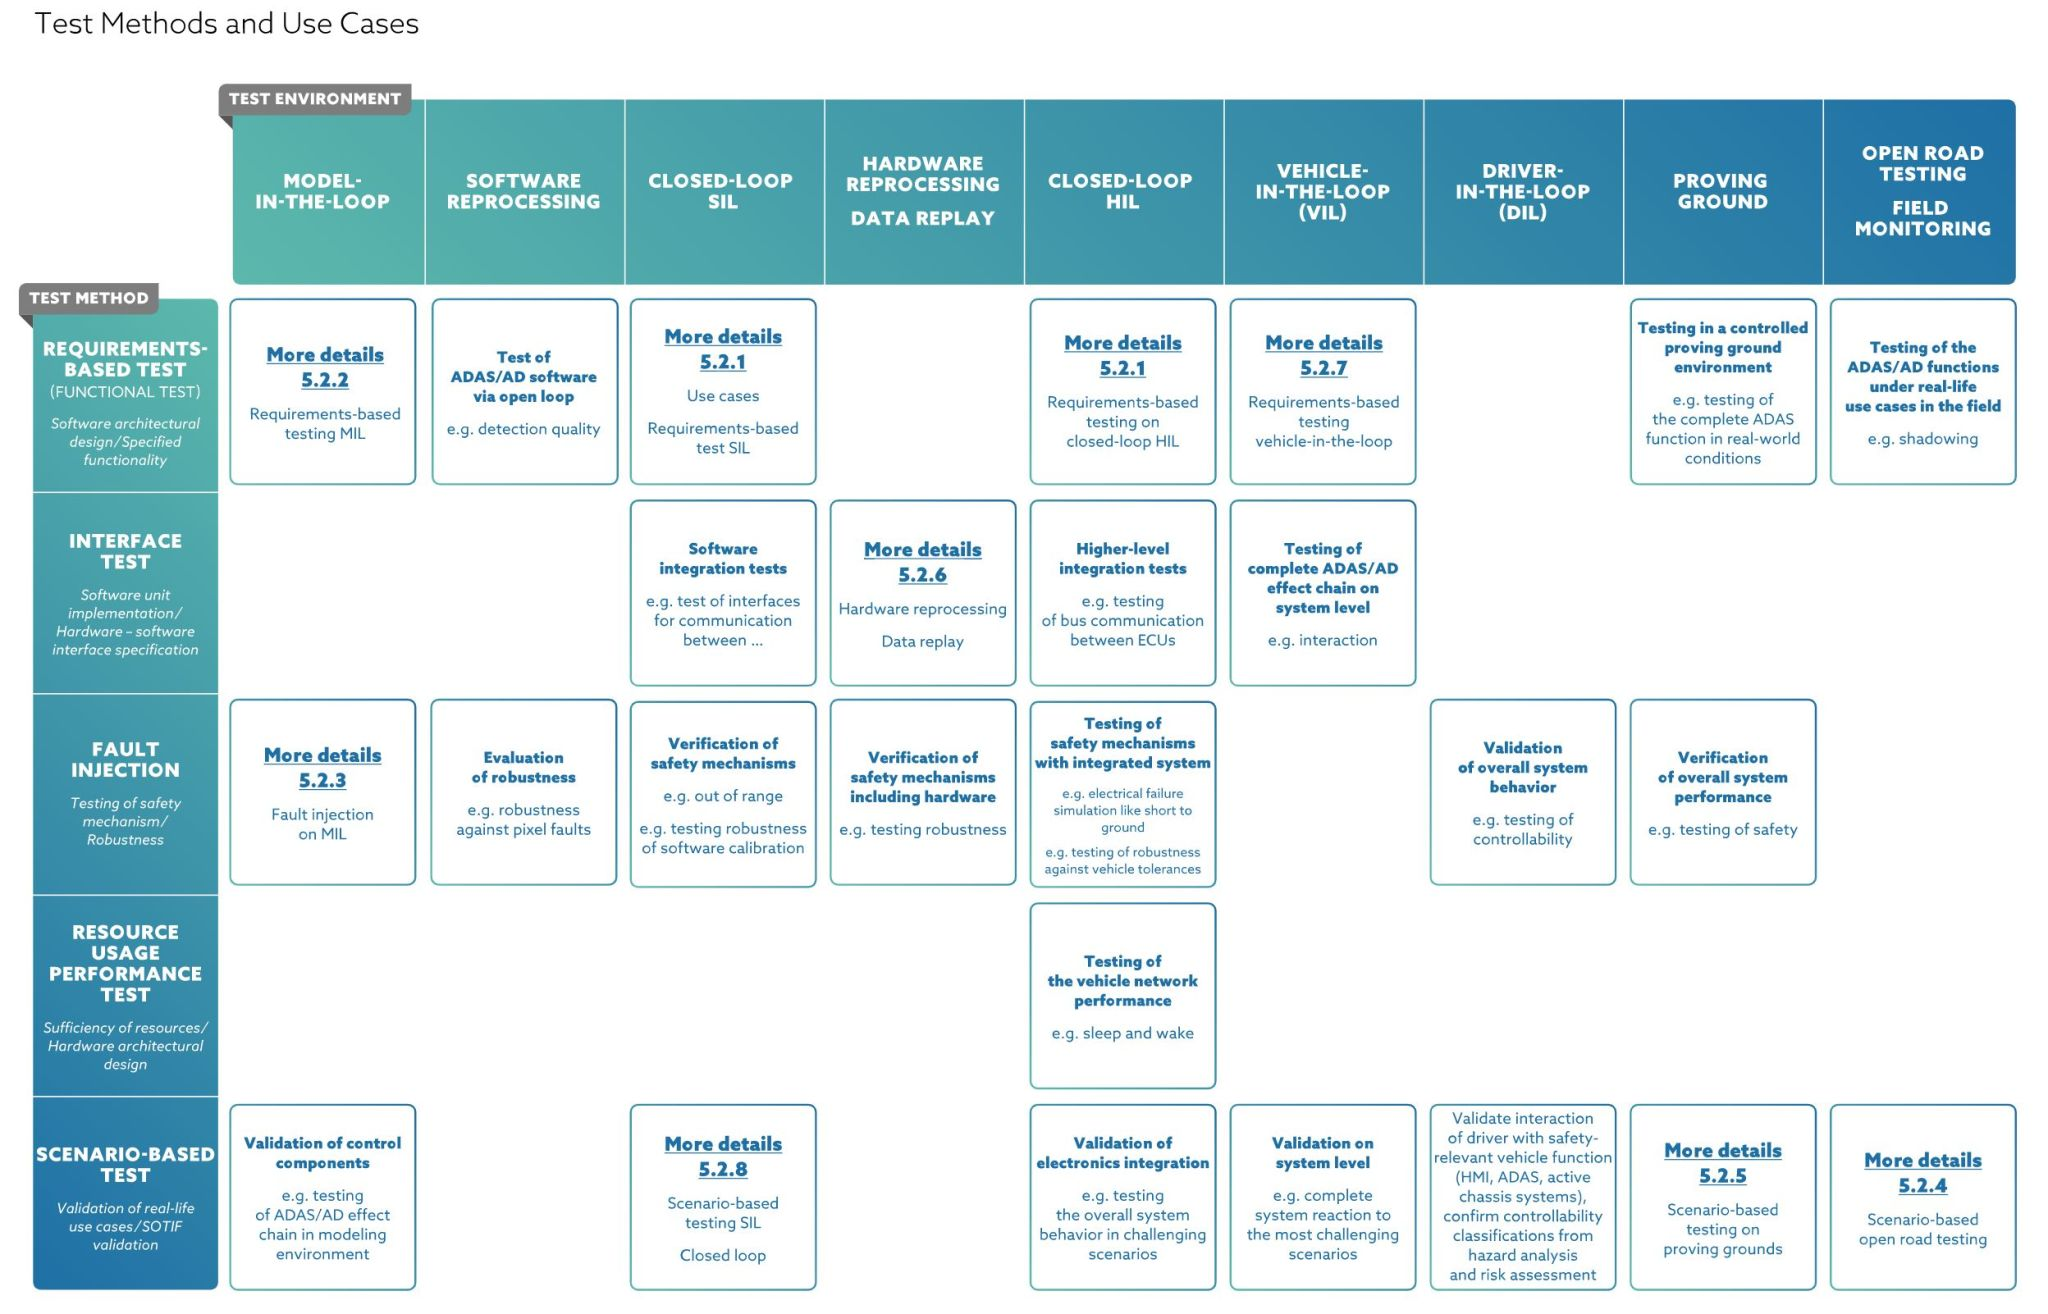 Test Methods and Use Cases
TEST ENVIRONMENT
MODEL-
IN-THE-LOOP
SOFTWARE
REPROCESSING
CLOSED-LOOP
SIL
HARDWARE
REPROCESSING
DATA REPLAY
CLOSED-LOOP
HIL
VEHICLE-
IN-THE-LOOP
(VIL)
DRIVER-
IN-THE-LOOP
(DIL)
PROVING
GROUND
OPEN ROAD
TESTING
FIELD
MONITORING
TEST METHOD
REQUIREMENTS-
BASED TEST
(FUNCTIONAL TEST)
Software architectural
design/Specified
functionality
More details
5.2.2
Requirements-based
testing MIL
Test of
ADAS/AD software
via open loop
e.g. detection quality
More details
5.2.1
Use cases
Requirements-based
test SIL
More details
5.2.1
Requirements-based
testing on
closed-loop HIL
More details
5.2.7
Requirements-based
testing
vehicle-in-the-loop
Testing in a controlled
proving ground
environment
e.g. testing of
the complete ADAS
function in real-world
conditions
Testing of the
ADAS/AD functions
under real-life
use cases in the field
e.g. shadowing
INTERFACE
TEST
Software unit
implementation/
Hardware – software
interface specification
Software
integration tests
e.g. test of interfaces
for communication
between ...
More details
5.2.6
Hardware reprocessing
Data replay
Higher-level
integration tests
e.g. testing
of bus communication
between ECUs
Testing of
complete ADAS/AD
effect chain on
system level
e.g. interaction
FAULT
INJECTION
Testing of safety
mechanism/
Robustness
More details
5.2.3
Fault injection
on MIL
Evaluation
of robustness
e.g. robustness
against pixel faults
Verification of
safety mechanisms
e.g. out of range
e.g. testing robustness
of software calibration
Verification of
safety mechanisms
including hardware
e.g. testing robustness
Testing of
safety mechanisms
with integrated system
e.g. electrical failure
simulation like short to
ground
e.g. testing of robustness
against vehicle tolerances
Validation
of overall system
behavior
e.g. testing of
controllability
Verification
of overall system
performance
e.g. testing of safety
RESOURCE
USAGE
PERFORMANCE
TEST
Sufficiency of resources/
Hardware architectural
design
Testing of
the vehicle network
performance
e.g. sleep and wake
SCENARIO-BASED
TEST
Validation of real-life
use cases/SOTIF
validation
Validation of control
components
e.g. testing
of ADAS/AD effect
chain in modeling
environment
More details
5.2.8
Scenario-based
testing SIL
Closed loop
Validation of
electronics integration
e.g. testing
the overall system
behavior in challenging
scenarios
Validation on
system level
e.g. complete
system reaction to
the most challenging
scenarios
Validate interaction
of driver with safety-
relevant vehicle function
(HMI, ADAS, active
chassis systems),
confirm controllability
classifications from
hazard analysis
and risk assessment
More details
5.2.5
Scenario-based
testing on
proving grounds
More details
5.2.4
Scenario-based
open road testing